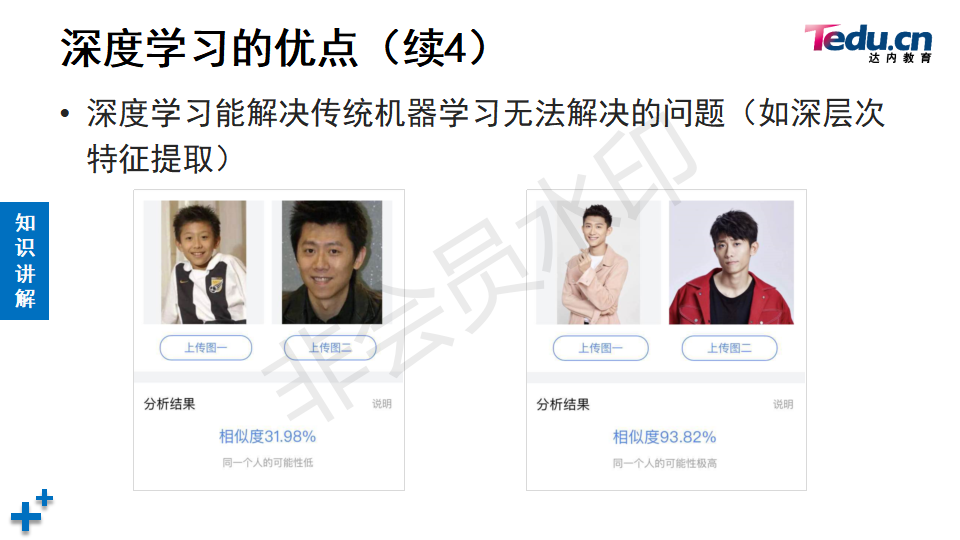 深度学习的优点（续4）
Tedu.cn
达内教育
• 深度学习能解决传统机器学习无法解决的问题（如深层次
特征提取）
知
识
讲
解
上传图一
上传图二
分析结果
说明
相似度31.98%
同一个人的可能性低
上传图一
上传图二
分析结果
说明
相似度93.82%
同一个人的可能性极高
非会员水印